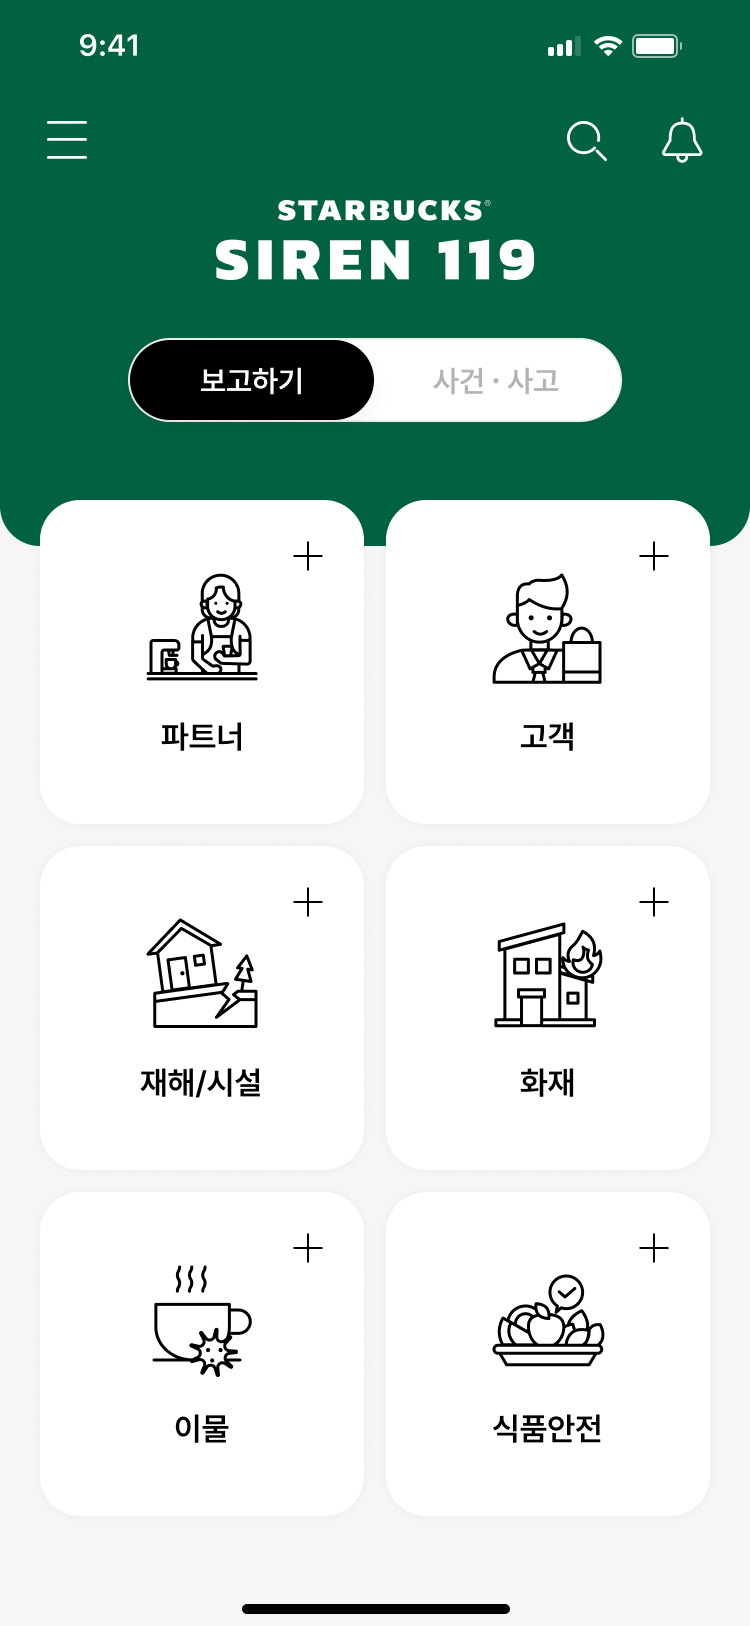 9:41
STARBUCKS®
SIREN 119
보고하기
사건 · 사고
파트너
고객
재해/시설
화재
이물
식품안전